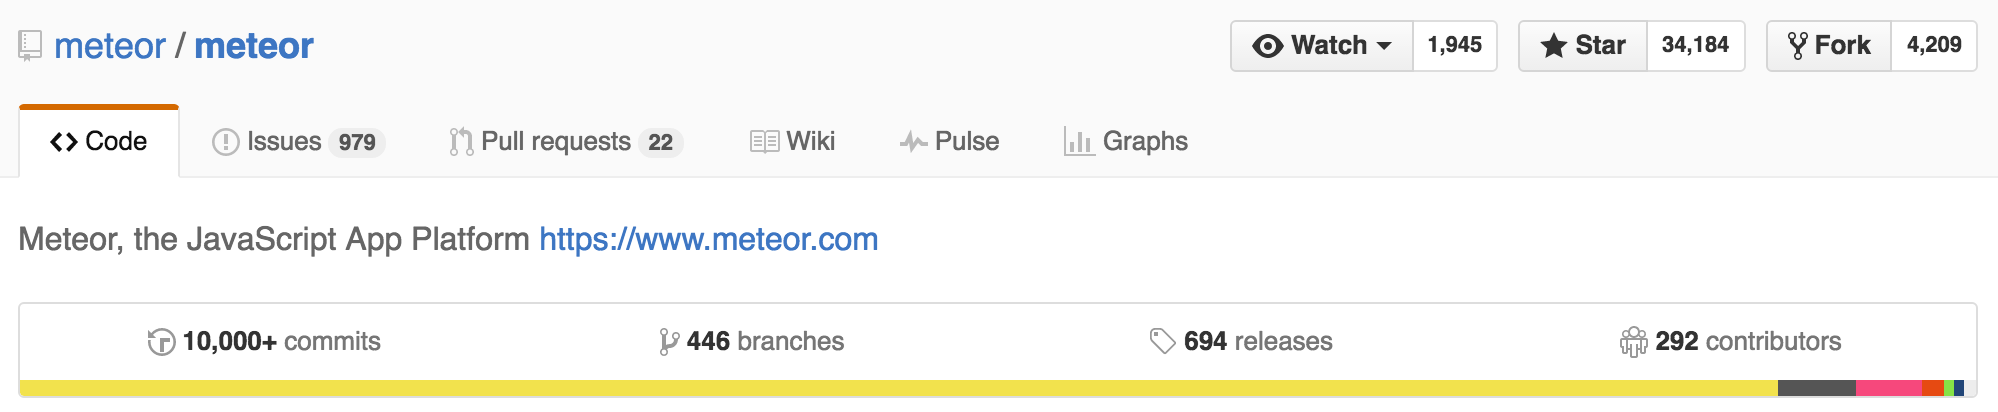 meteor / meteor Watch 1,945 Star 34,184 Fork 4,209
Code Issues 979 Pull requests 22 Wiki Pulse Graphs
Meteor, the JavaScript App Platform https://www.meteor.com
10,000+ commits 446 branches 694 releases 292 contributors